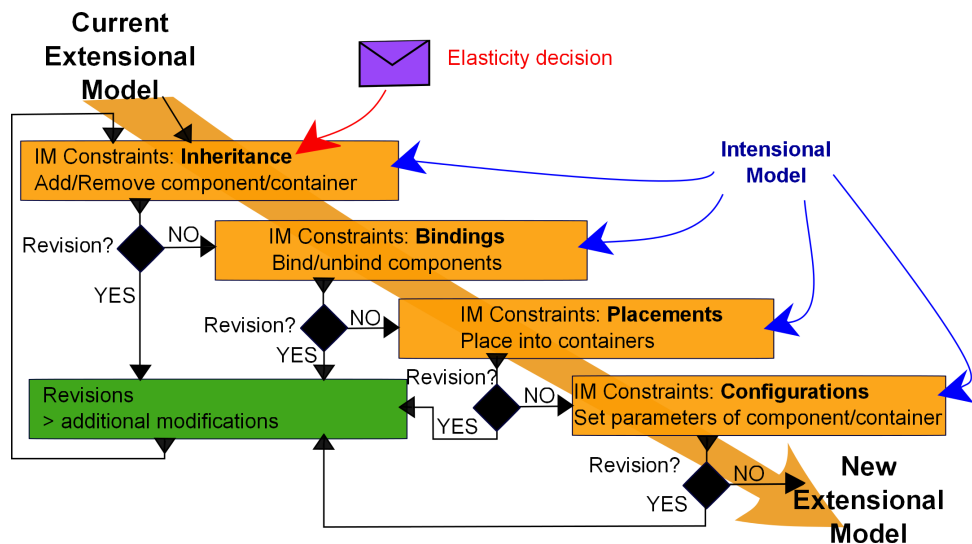 Current
Extensional
Model
Elasticity decision
IM Constraints: Inheritance
Add/Remove component/container
Intensional
Model
Revision?
NO
IM Constraints: Bindings
Bind/unbind components
YES
Revision?
NO
IM Constraints: Placements
Place into containers
YES
Revision?
NO
IM Constraints: Configurations
Set parameters of component/container
Revisions
> additional modifications
YES
Revision?
NO
YES
New
Extensional
Model